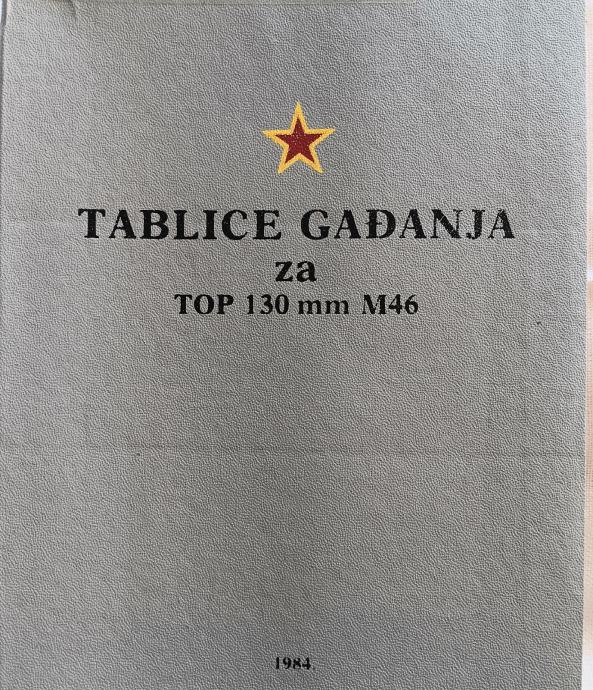 TABLICE GAĐANJA
za
TOP 130 mm M46
1984.